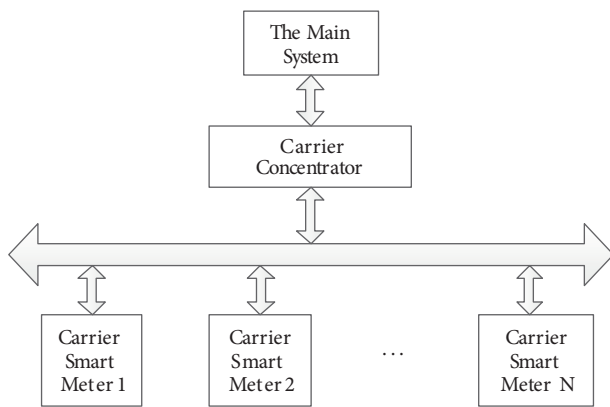 The Main
System
Carrier
Concentrator
Carrier
Smart
Meter 1
Carrier
Smart
Meter 2
...
Carrier
Smart
Meter N